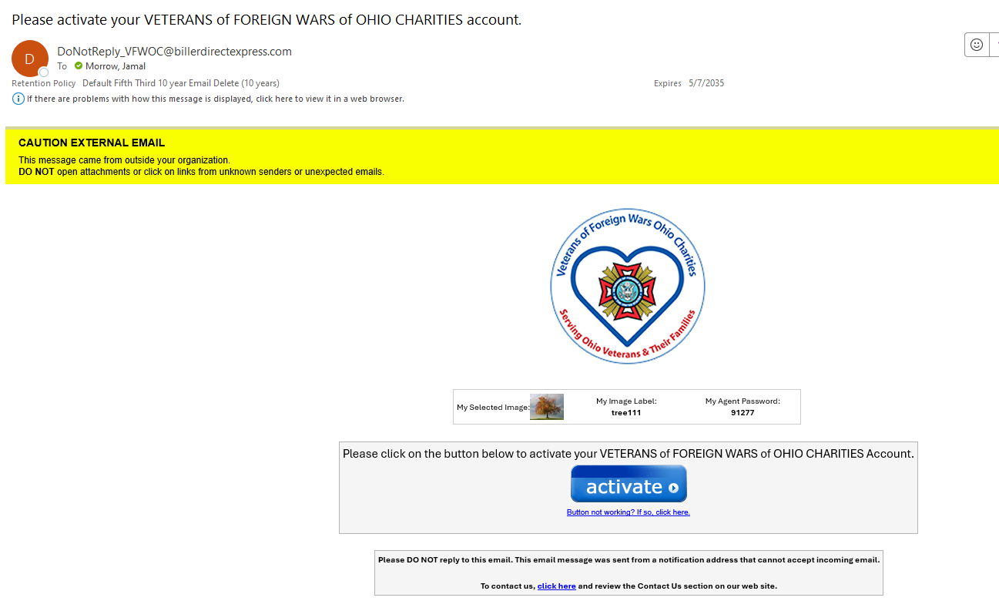 Please activate your VETERANS of FOREIGN WARS of OHIO CHARITIES account.
D
DoNotReply_VFWOC@billerdirectexpress.com
To Morrow, Jamal
Retention Policy Default Fifth Third 10 year Email Delete (10 years) Expires 5/7/2035
If there are problems with how this message is displayed, click here to view it in a web browser.
CAUTION EXTERNAL EMAIL
This message came from outside your organization.
DO NOT open attachments or click on links from unknown senders or unexpected emails.
Veterans of Foreign Wars Ohio Charities
Serving Ohio Veterans & Their Families
My Selected Image: My Image Label: My Agent Password:
tree111 91277
Please click on the button below to activate your VETERANS of FOREIGN WARS of OHIO CHARITIES Account.
activate
Button not working? If so, click here.
Please DO NOT reply to this email. This email message was sent from a notification address that cannot accept incoming email.
To contact us, click here and review the Contact Us section on our web site.